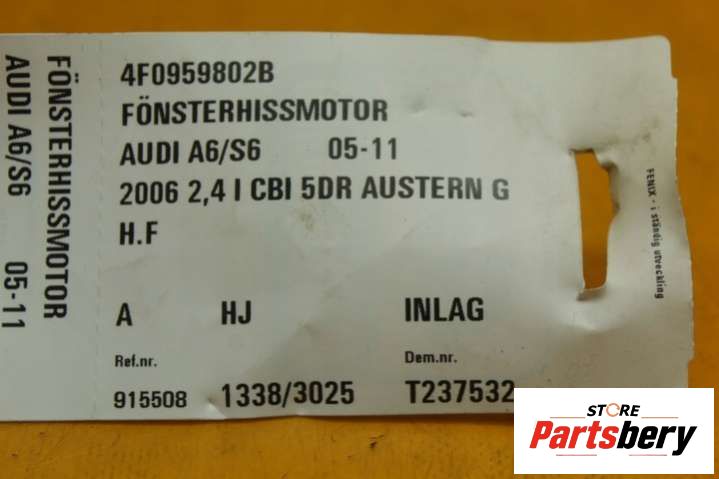 FÖNSTERHISSMOTOR
AUDI A6/S6 05-11
4F0959802B
FÖNSTERHISSMOTOR
AUDI A6/S6 05-11
2006 2,4 I CBI 5DR AUSTERN G
H.F
A HJ INLAG
Ref.nr. Dem.nr.
915508 1338/3025 T237532
FENIX - i ständig utveckling
STORE
Partsbery